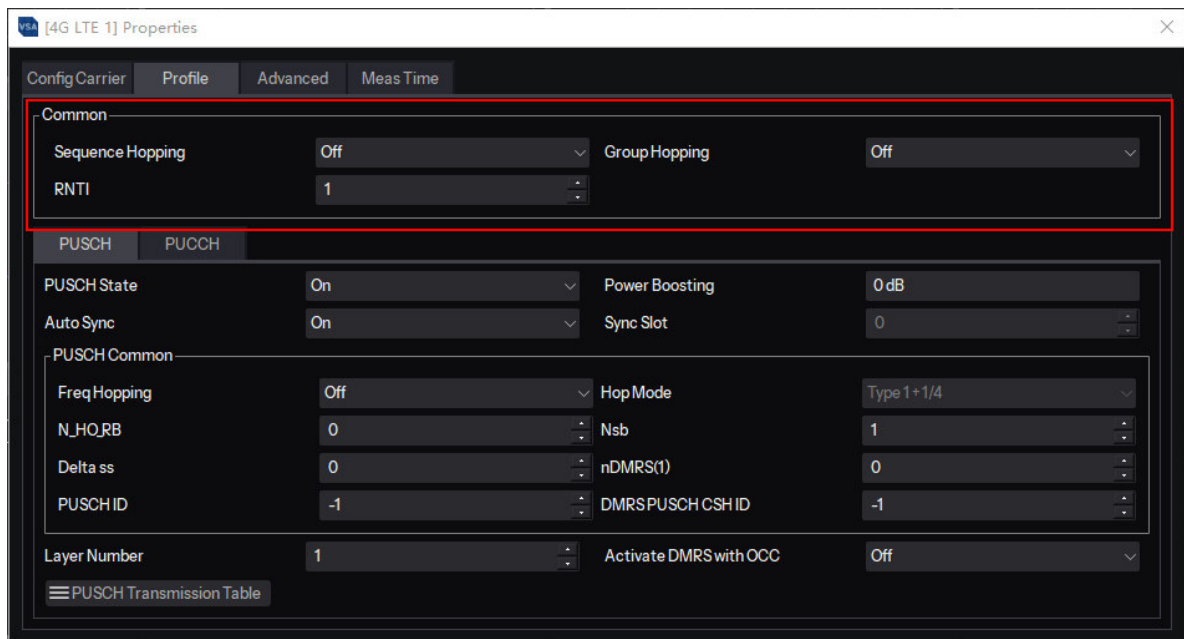 VSA [4G LTE 1] Properties
Config Carrier Profile Advanced Meas Time
Common
Sequence Hopping Off Group Hopping Off
RNTI 1
PUSCH PUCCH
PUSCH State On Power Boosting 0 dB
Auto Sync On Sync Slot 0
PUSCH Common
Freq Hopping Off Hop Mode Type 1+1/4
N_HO_RB 0 Nsb 1
Delta ss 0 nDMRS(1) 0
PUSCH ID -1 DMRS PUSCH CSH ID -1
Layer Number 1 Activate DMRS with OCC Off
PUSCH Transmission Table